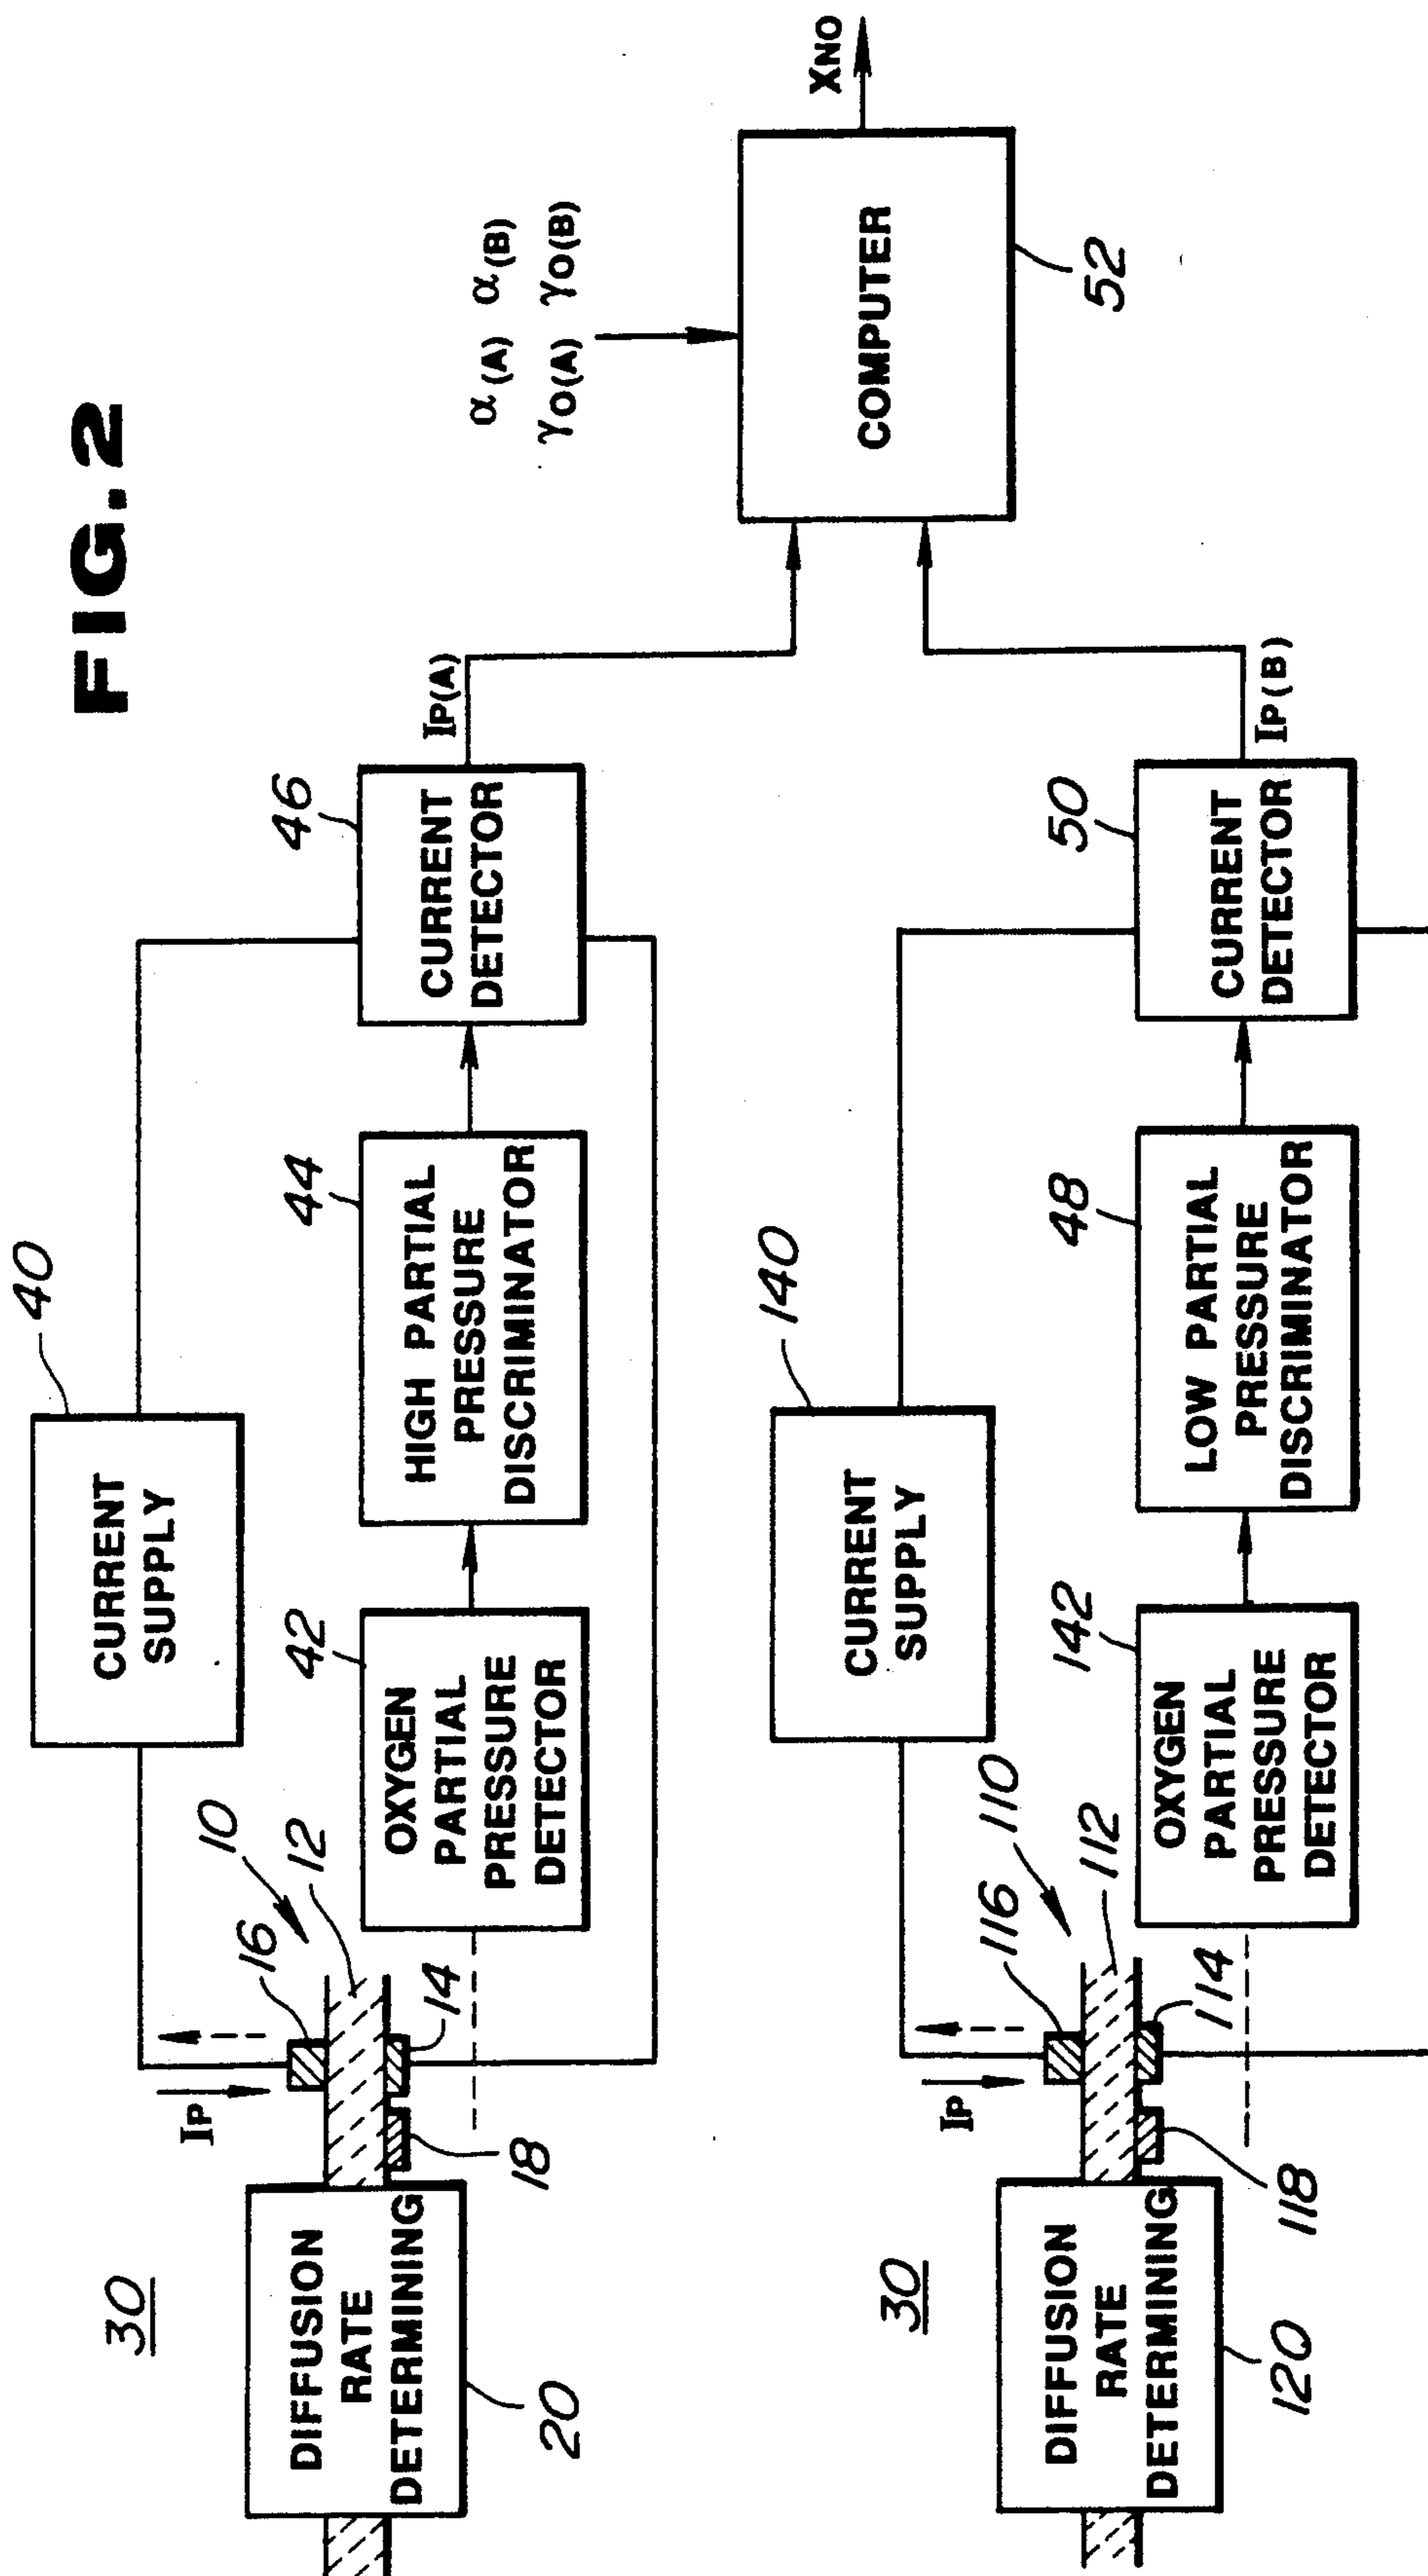 FIG.2
30
DIFFUSION
RATE
DETERMINING
20
IP
16
10
12
14
18
40
CURRENT
SUPPLY
42
OXYGEN
PARTIAL
PRESSURE
DETECTOR
44
HIGH PARTIAL
PRESSURE
DISCRIMINATOR
46
CURRENT
DETECTOR
IP(A)
α(A) α(B)
γO(A) γO(B)
COMPUTER
52
XNO
30
DIFFUSION
RATE
DETERMINING
120
IP
116
110
112
114
118
140
CURRENT
SUPPLY
142
OXYGEN
PARTIAL
PRESSURE
DETECTOR
48
LOW PARTIAL
PRESSURE
DISCRIMINATOR
50
CURRENT
DETECTOR
IP(B)